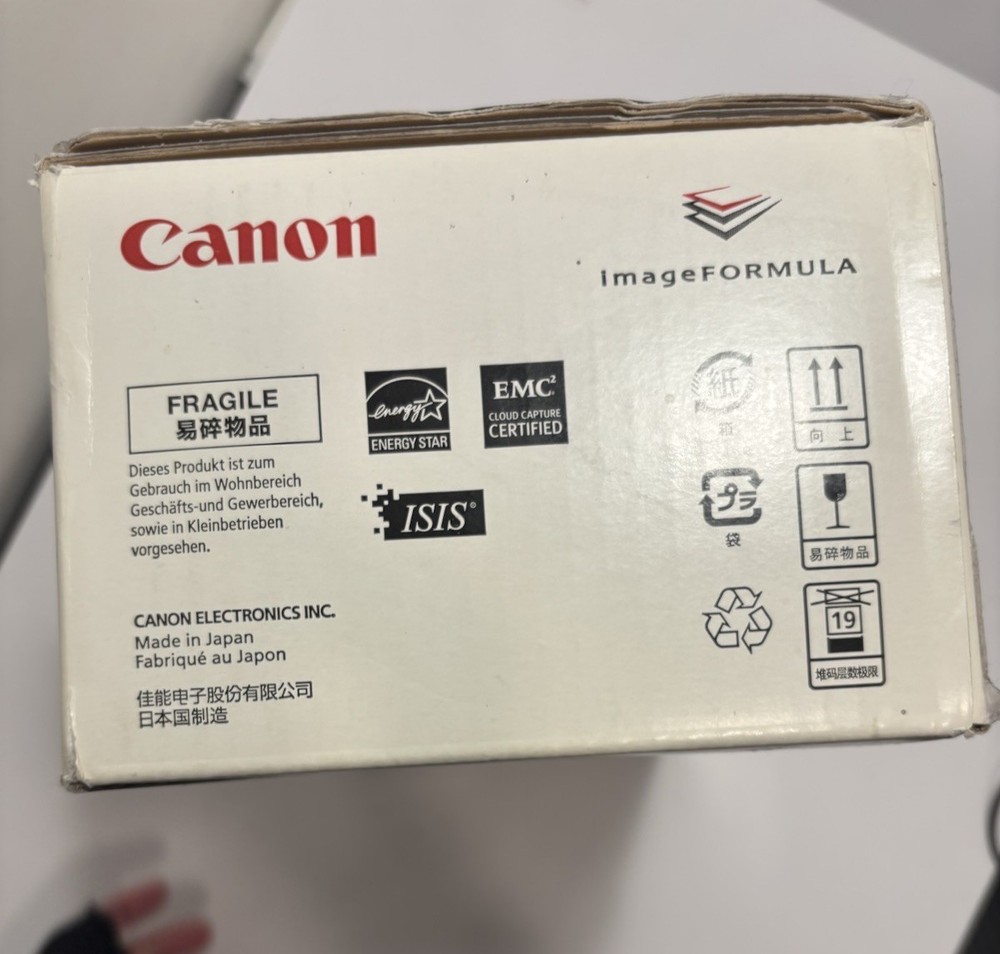 Canon
imageFORMULA
FRAGILE
易碎物品
Dieses Produkt ist zum
Gebrauch im Wohnbereich
Geschäfts-und Gewerbereich,
sowie in Kleinbetrieben
vorgesehen.
energy
ENERGY STAR
EMC²
CLOUD CAPTURE
CERTIFIED
ISIS®
CANON ELECTRONICS INC.
Made in Japan
Fabriqué au Japon
佳能电子股份有限公司
日本国制造
紙
箱
プラ
袋
向上
易碎物品
19
堆码层数极限